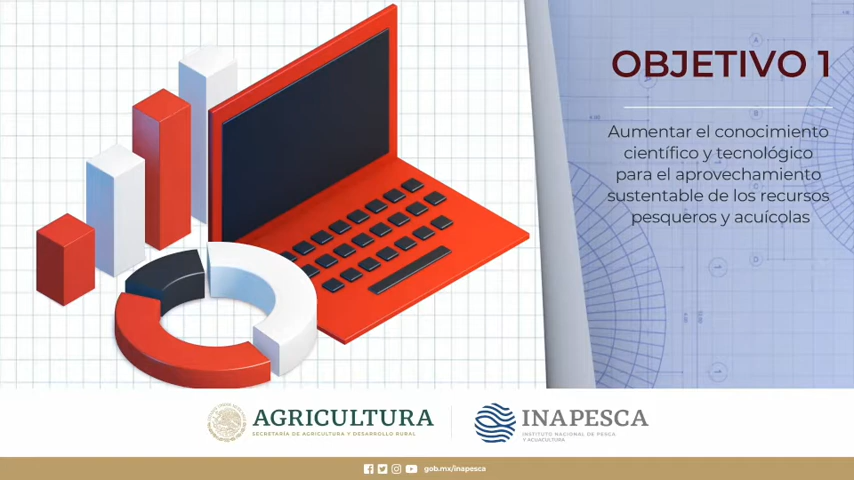 OBJETIVO 1
Aumentar el conocimiento
científico y tecnológico
para el aprovechamiento
sustentable de los recursos
pesqueros y acuícolas
AGRICULTURA
SECRETARÍA DE AGRICULTURA Y DESARROLLO RURAL
INAPESCA
INSTITUTO NACIONAL DE PESCA
Y ACUACULTURA
gob.mx/inapesca